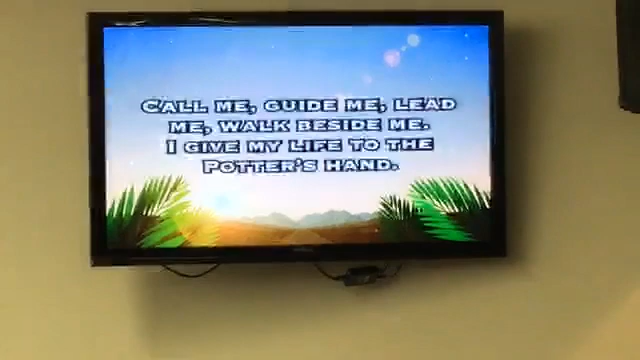 CALL ME, GUIDE ME, LEAD
ME, WALK BESIDE ME.
I GIVE MY LIFE TO THE
POTTER'S HAND.